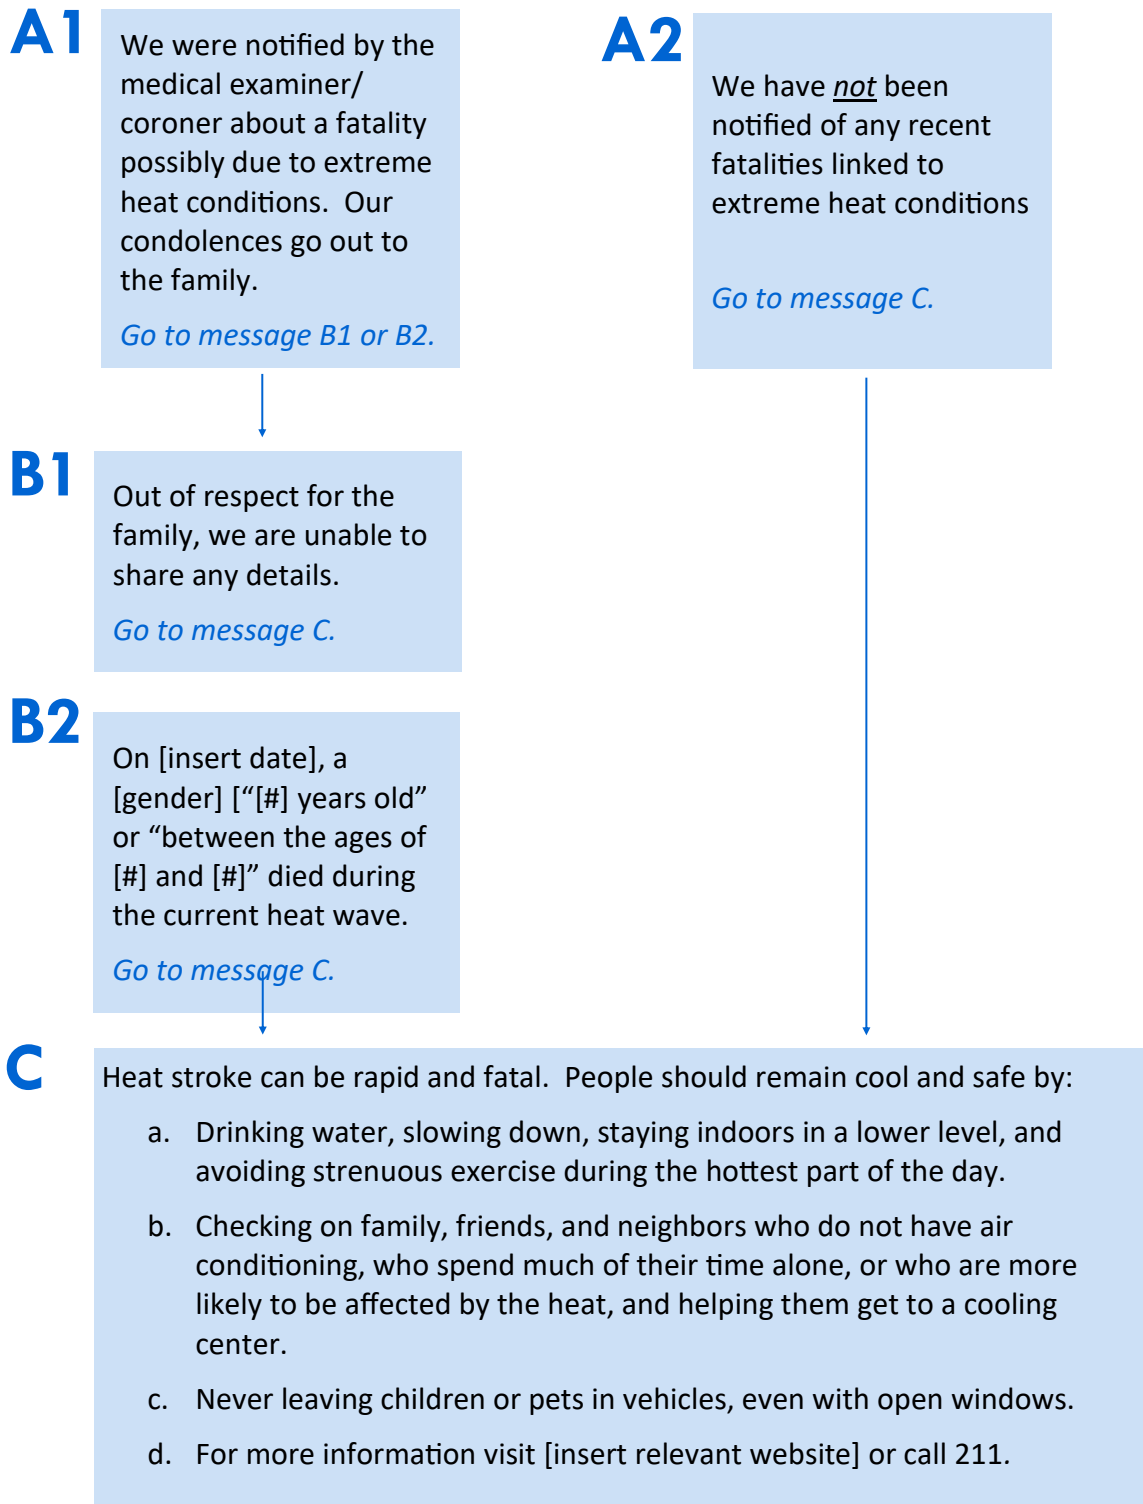 A1
We were notified by the
medical examiner/
coroner about a fatality
possibly due to extreme
heat conditions.  Our
condolences go out to
the family.
Go to message B1 or B2.
A2
We have not been
notified of any recent
fatalities linked to
extreme heat conditions
Go to message C.
B1
Out of respect for the
family, we are unable to
share any details.
Go to message C.
B2
On [insert date], a
[gender] [“[#] years old”
or “between the ages of
[#] and [#]” died during
the current heat wave.
Go to message C.
C
Heat stroke can be rapid and fatal.  People should remain cool and safe by:
a. Drinking water, slowing down, staying indoors in a lower level, and
avoiding strenuous exercise during the hottest part of the day.
b. Checking on family, friends, and neighbors who do not have air
conditioning, who spend much of their time alone, or who are more
likely to be affected by the heat, and helping them get to a cooling
center.
c. Never leaving children or pets in vehicles, even with open windows.
d. For more information visit [insert relevant website] or call 211.